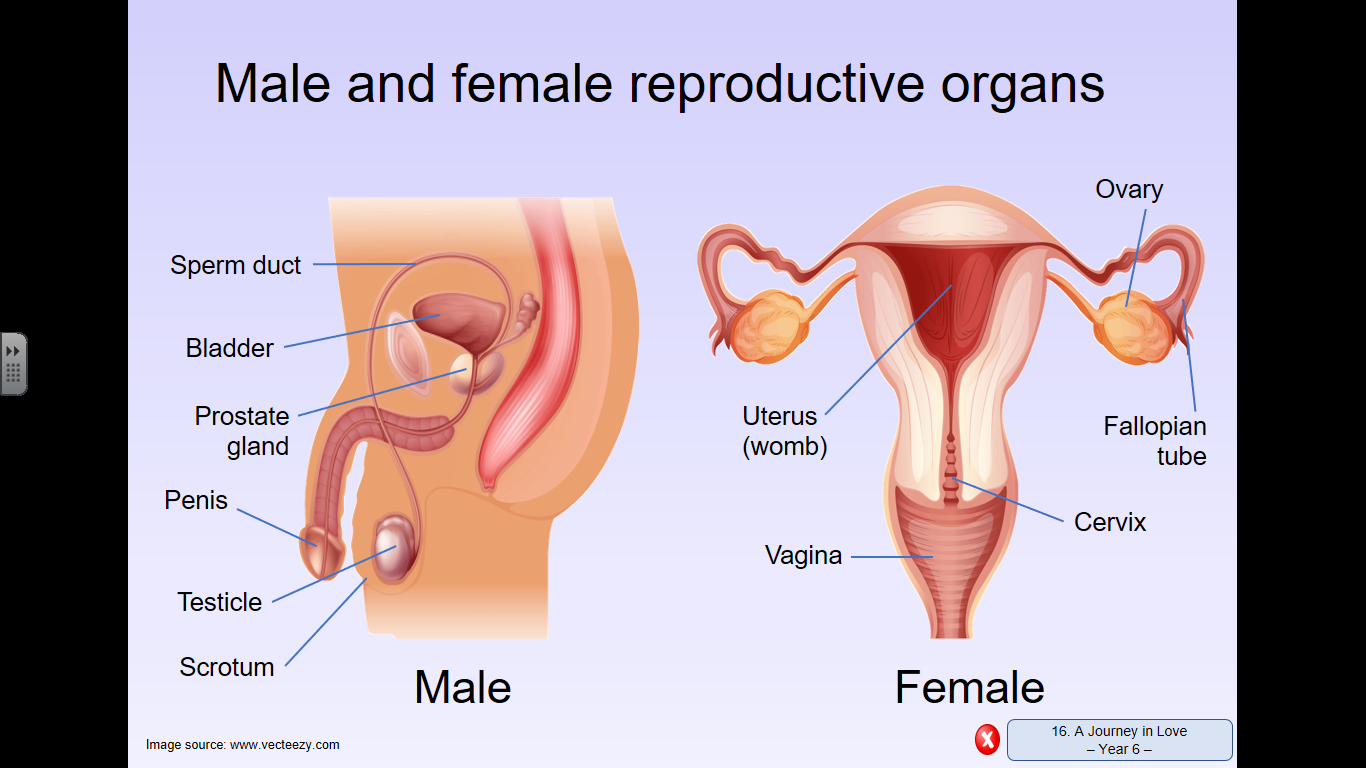 Male and female reproductive organs
Sperm duct
Bladder
Prostate
gland
Penis
Testicle
Scrotum
Male
Ovary
Uterus
(womb)
Fallopian
tube
Cervix
Vagina
Female
Image source: www.vecteezy.com
16. A Journey in Love
– Year 6 –